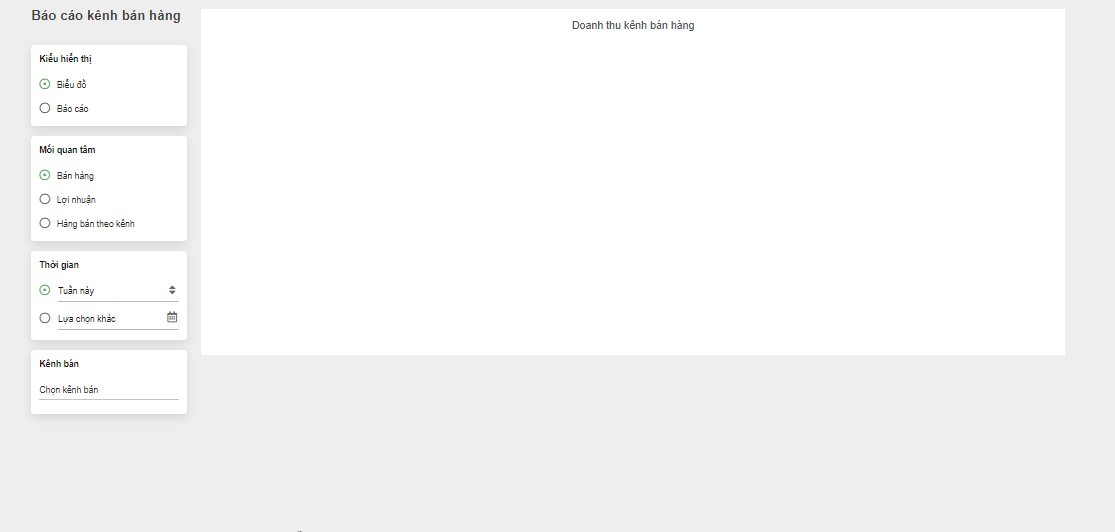 Báo cáo kênh bán hàng
Kiểu hiển thị
Biểu đồ
Báo cáo
Mối quan tâm
Bán hàng
Lợi nhuận
Hàng bán theo kênh
Thời gian
Tuần này
Lựa chọn khác
Kênh bán
Chọn kênh bán
Doanh thu kênh bán hàng